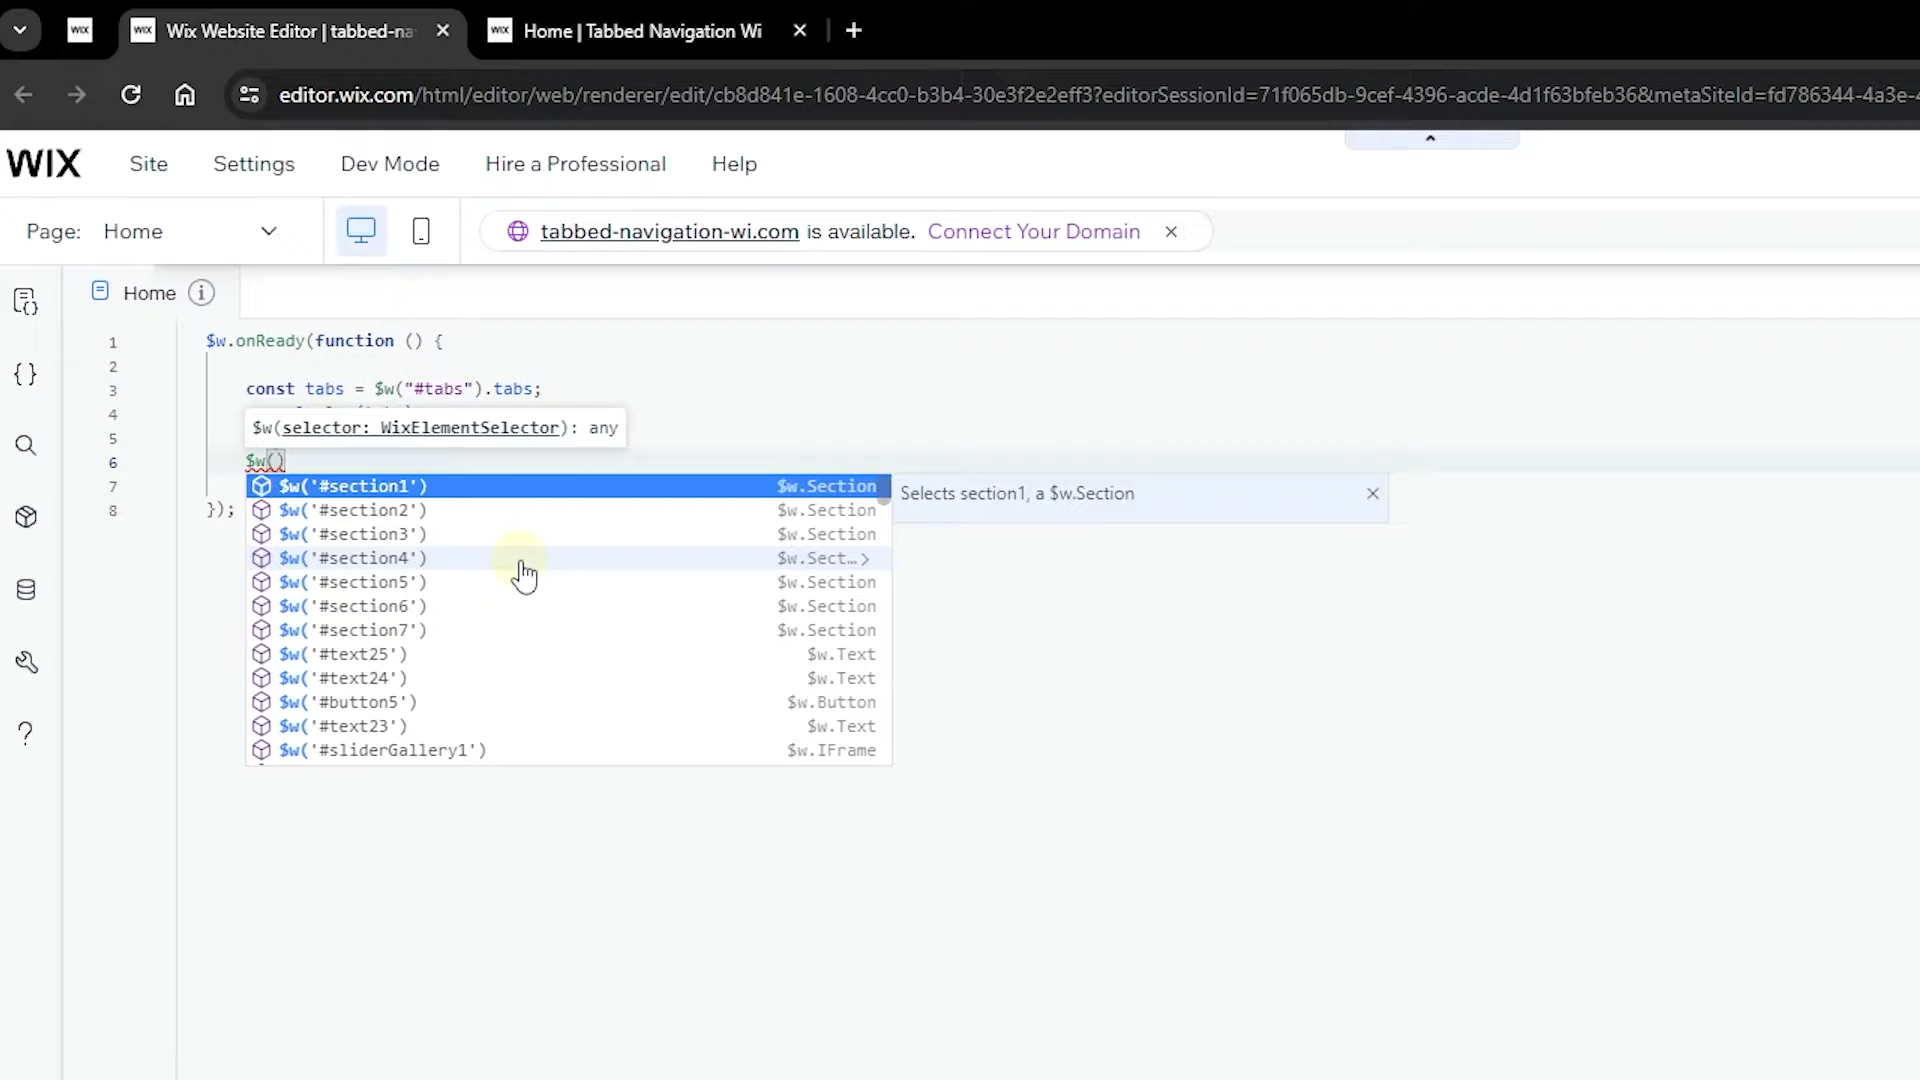 WIX
WIX Wix Website Editor | tabbed-na
WIX Home | Tabbed Navigation Wi
editor.wix.com/html/editor/web/renderer/edit/cb8d841e-1608-4cc0-b3b4-30e3f2e2eff3?editorSessionId=71f065db-9cef-4396-acde-4d1f63bfeb36&metaSiteId=fd786344-4a3e-4
WIX Site Settings Dev Mode Hire a Professional Help
Page: Home
tabbed-navigation-wi.com is available. Connect Your Domain
Home
1 $w.onReady(function () {
2
3 const tabs = $w("#tabs").tabs;
4
$w(selector: WixElementSelector): any
5
6 $w()
7
8 });
$w('#section1') $w.Section
Selects section1, a $w.Section
$w('#section2') $w.Section
$w('#section3') $w.Section
$w('#section4') $w.Sect…
$w('#section5') $w.Section
$w('#section6') $w.Section
$w('#section7') $w.Section
$w('#text25') $w.Text
$w('#text24') $w.Text
$w('#button5') $w.Button
$w('#text23') $w.Text
$w('#sliderGallery1') $w.IFrame